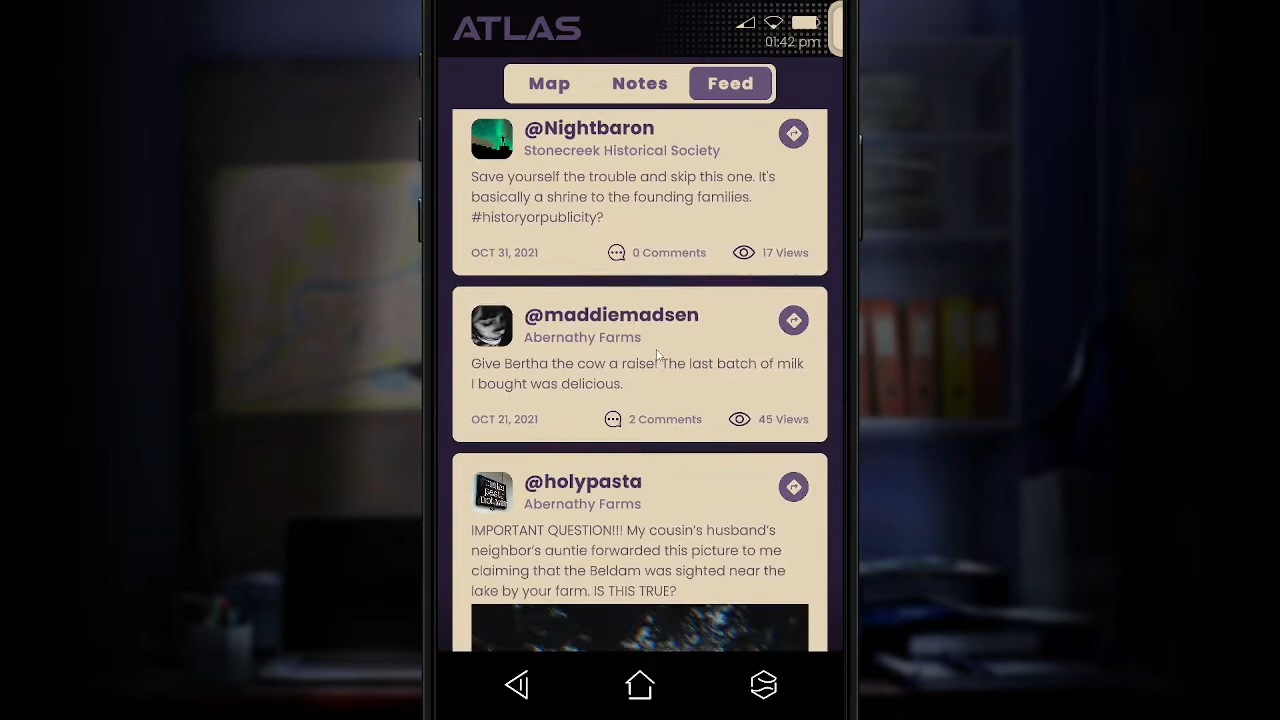 ATLAS
01:42 pm
Map Notes Feed
@Nightbaron
Stonecreek Historical Society
Save yourself the trouble and skip this one. It's
basically a shrine to the founding families.
#historyorpublicity?
OCT 31, 2021 0 Comments 17 Views
@maddiemadsen
Abernathy Farms
Give Bertha the cow a raise! The last batch of milk
I bought was delicious.
OCT 21, 2021 2 Comments 45 Views
@holypasta
Abernathy Farms
IMPORTANT QUESTION!!! My cousin's husband's
neighbor's auntie forwarded this picture to me
claiming that the Beldam was sighted near the
lake by your farm. IS THIS TRUE?